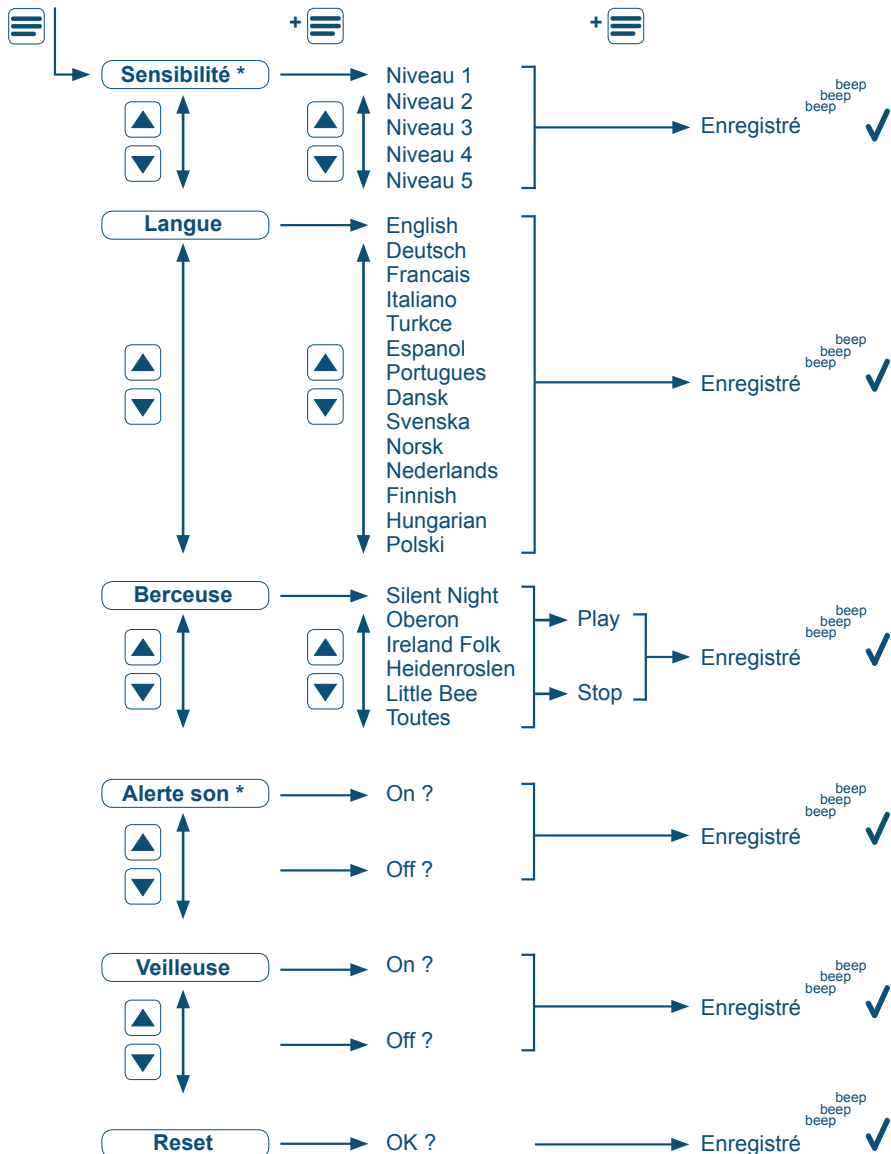 + +
Sensibilité * Niveau 1
Niveau 2
Niveau 3
Niveau 4
Niveau 5
Enregistré beep beep beep
Langue English
Deutsch
Francais
Italiano
Turkce
Espanol
Portugues
Dansk
Svenska
Norsk
Nederlands
Finnish
Hungarian
Polski
Enregistré beep beep beep
Berceuse Silent Night
Oberon
Ireland Folk
Heidenroslen
Little Bee
Toutes
Play
Stop
Enregistré beep beep beep
Alerte son * On ?
Off ?
Enregistré beep beep beep
Veilleuse On ?
Off ?
Enregistré beep beep beep
Reset OK ? Enregistré beep beep beep